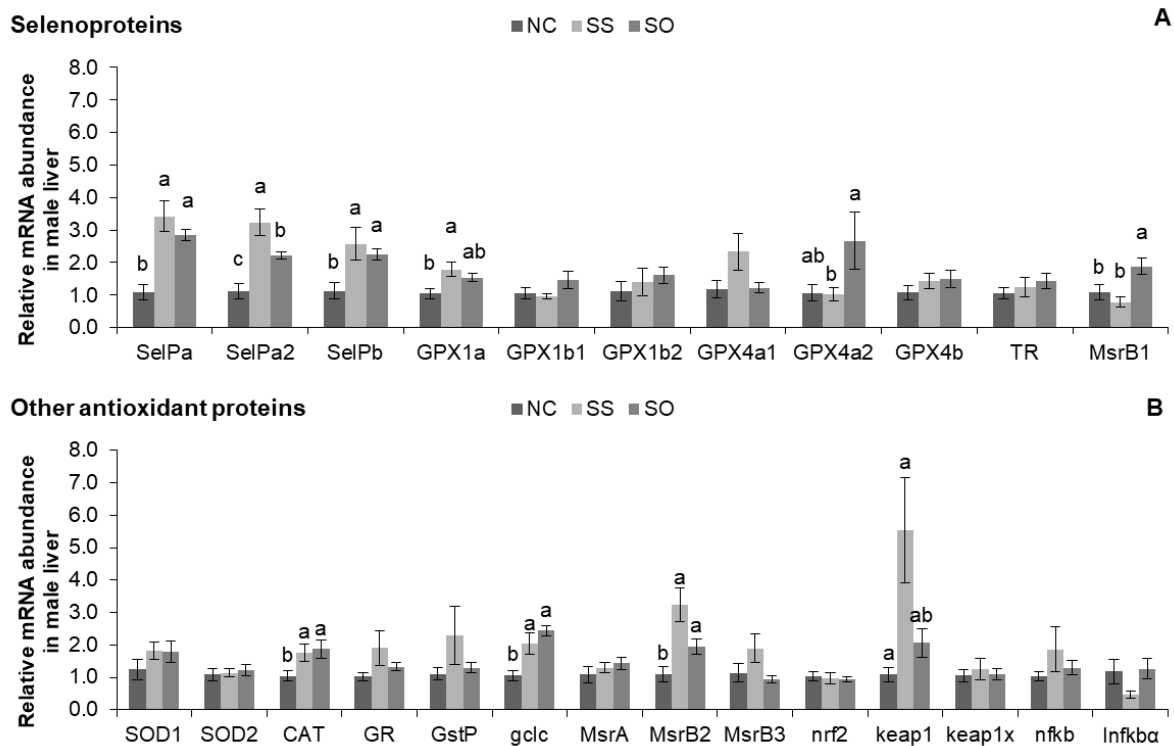 Selenoproteins
NC SS SO
A
Relative mRNA abundance
in male liver
8.0
7.0
6.0
5.0
4.0
3.0
2.0
1.0
0.0
b a a
c a b
b a a
b a ab
ab b a
b b a
SelPa SelPa2 SelPb GPX1a GPX1b1 GPX1b2 GPX4a1 GPX4a2 GPX4b TR MsrB1
Other antioxidant proteins
NC SS SO
B
Relative mRNA abundance
in male liver
8.0
7.0
6.0
5.0
4.0
3.0
2.0
1.0
0.0
b a a
b a a
b a a
a a ab
SOD1 SOD2 CAT GR GstP gclc MsrA MsrB2 MsrB3 nrf2 keap1 keap1x nfkb Infkbα